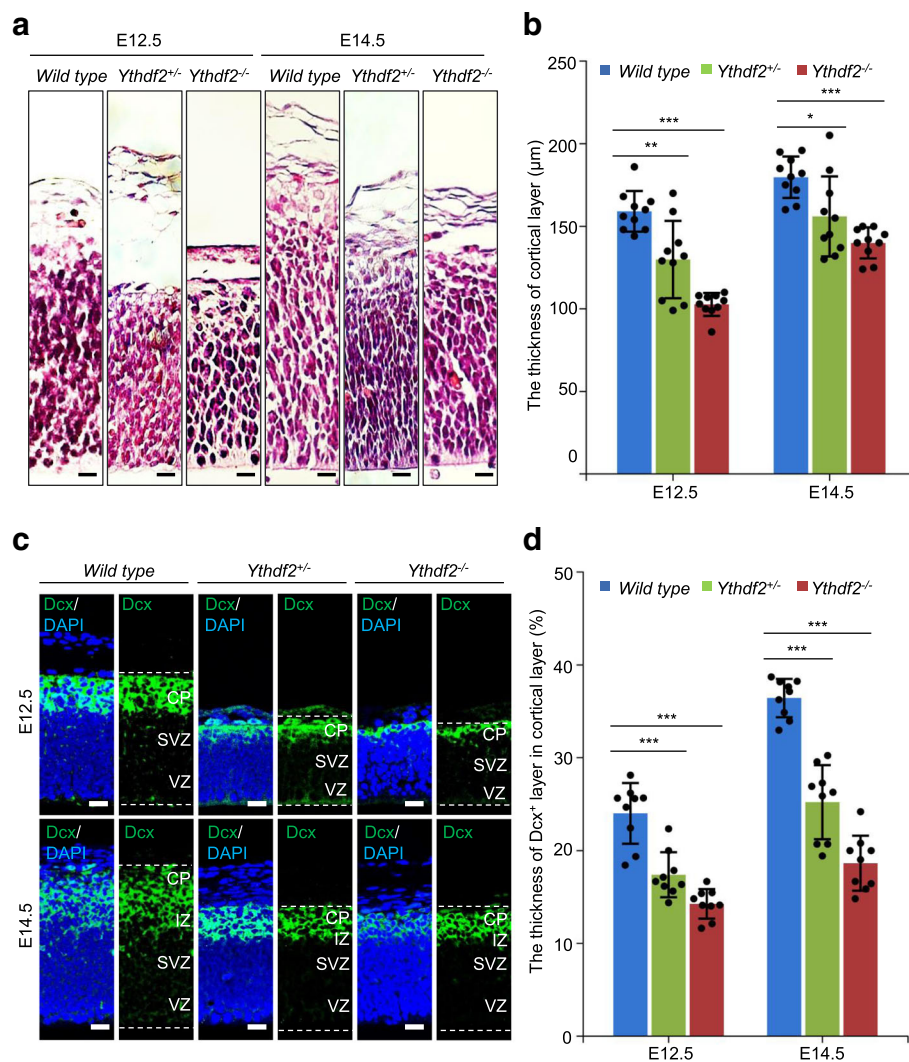 a
E12.5 E14.5
Wild type Ythdf2+/- Ythdf2-/- Wild type Ythdf2+/- Ythdf2-/-
b
The thickness of cortical layer (μm)
250
200
150
100
50
0
Wild type Ythdf2+/- Ythdf2-/-
*** ***
** *
E12.5 E14.5
c
Wild type Ythdf2+/- Ythdf2-/-
E12.5
Dcx/ Dcx Dcx/ Dcx Dcx/ Dcx
DAPI DAPI DAPI
CP CP CP
SVZ SVZ SVZ
VZ VZ VZ
E14.5
Dcx/ Dcx Dcx/ Dcx Dcx/ Dcx
DAPI DAPI DAPI
CP CP CP
IZ IZ IZ
SVZ SVZ SVZ
VZ VZ VZ
d
The thickness of Dcx+ layer in cortical layer (%)
50
40
30
20
10
0
Wild type Ythdf2+/- Ythdf2-/-
*** ***
*** ***
E12.5 E14.5